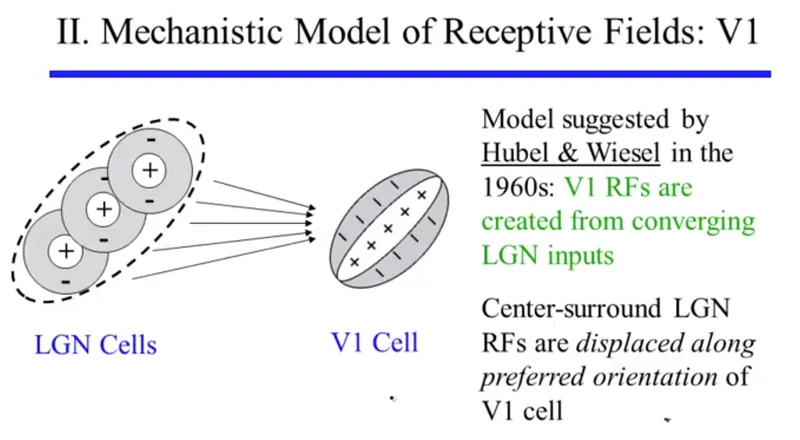 II. Mechanistic Model of Receptive Fields: V1
Model suggested by
Hubel & Wiesel in the
1960s: V1 RFs are
created from converging
LGN inputs
Center-surround LGN
RFs are displaced along
preferred orientation of
V1 cell
LGN Cells
V1 Cell